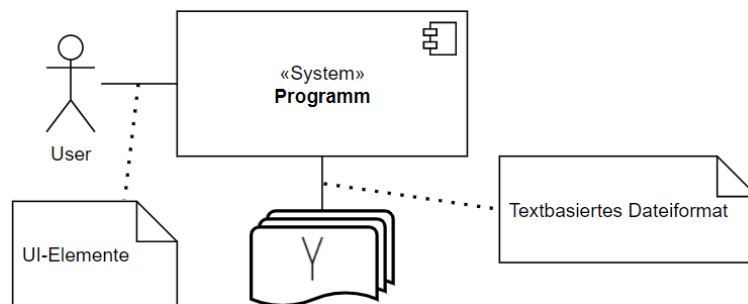 «System»
Programm
User
Textbasiertes Dateiformat
UI-Elemente
Y